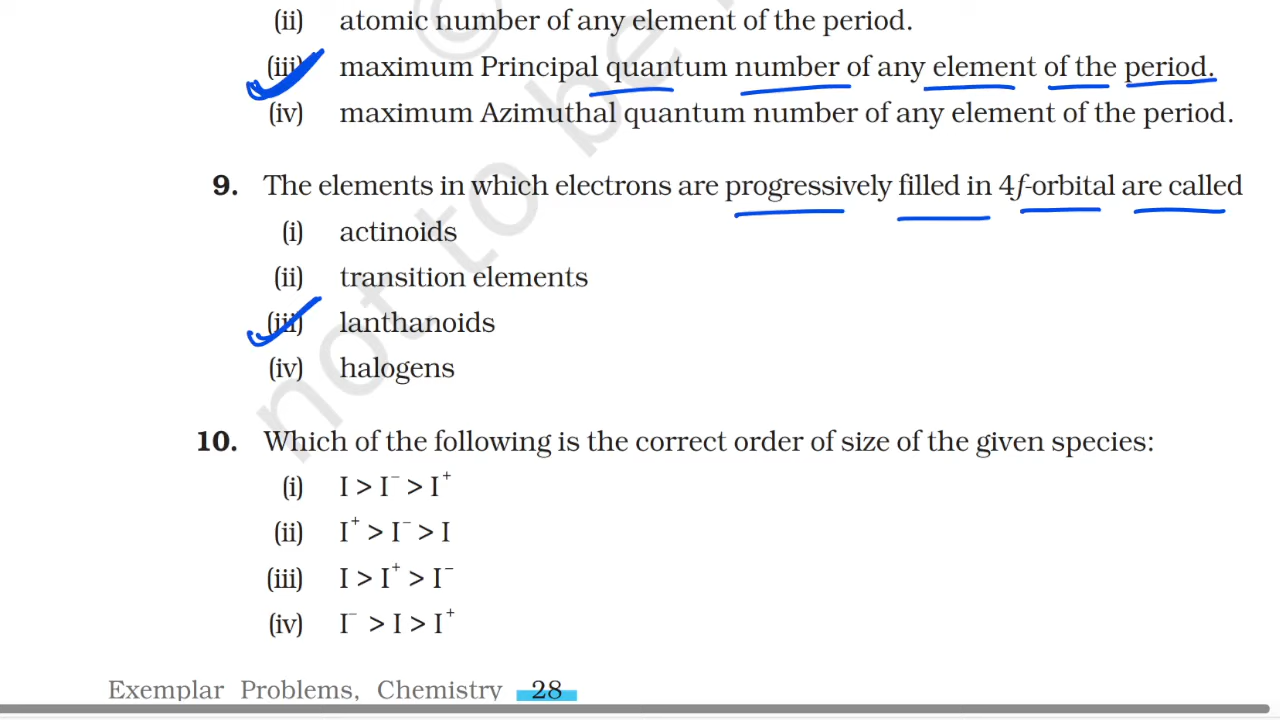 (ii) atomic number of any element of the period.
(iii) maximum Principal quantum number of any element of the period.
(iv) maximum Azimuthal quantum number of any element of the period.
9. The elements in which electrons are progressively filled in 4f-orbital are called
(i) actinoids
(ii) transition elements
(iii) lanthanoids
(iv) halogens
10. Which of the following is the correct order of size of the given species:
(i) I > I⁻ > I⁺
(ii) I⁺ > I⁻ > I
(iii) I > I⁺ > I⁻
(iv) I⁻ > I > I⁺
Exemplar Problems, Chemistry 28
© not to be